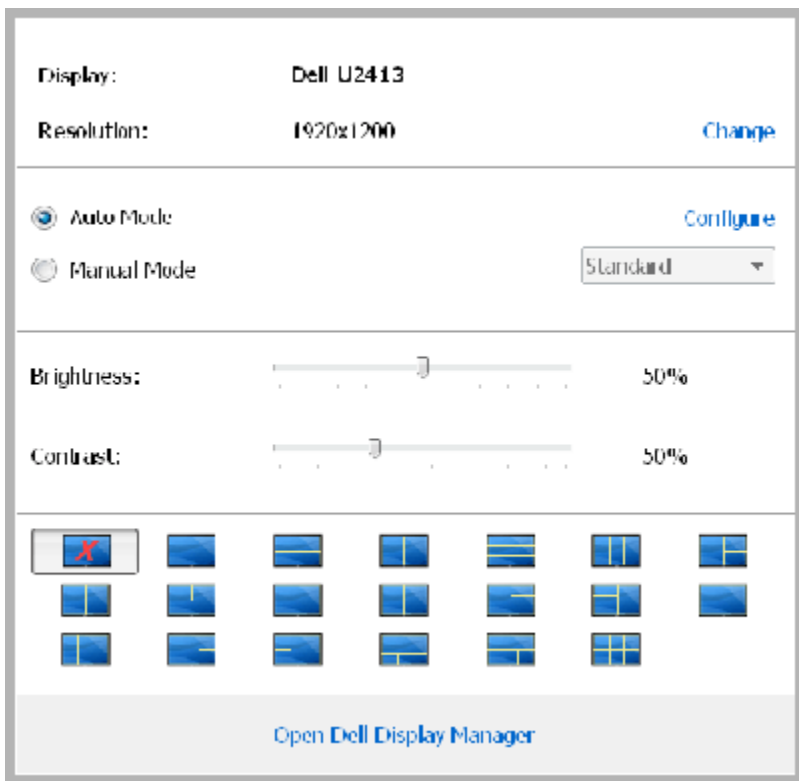 Display: Dell U2413
Resolution: 1920x1200 Change
Auto Mode Configure
Manual Mode Standard
Brightness: 50%
Contrast: 50%
X
Open Dell Display Manager